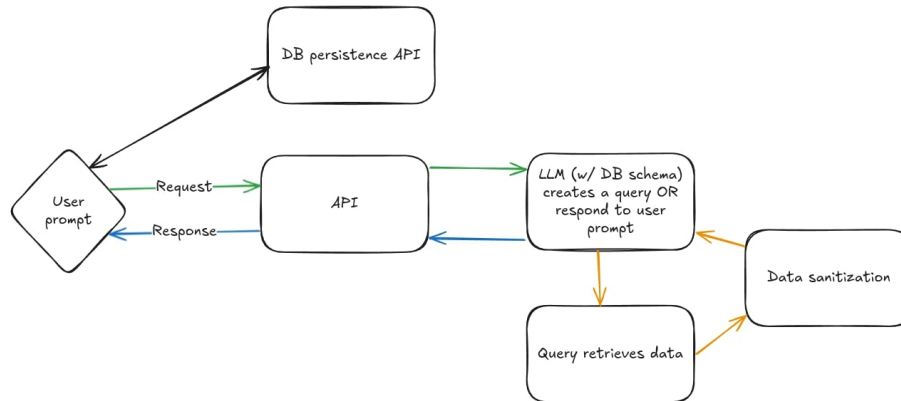 DB persistence API
User
prompt
Request
Response
API
LLM (w/ DB schema)
creates a query OR
respond to user
prompt
Data sanitization
Query retrieves data